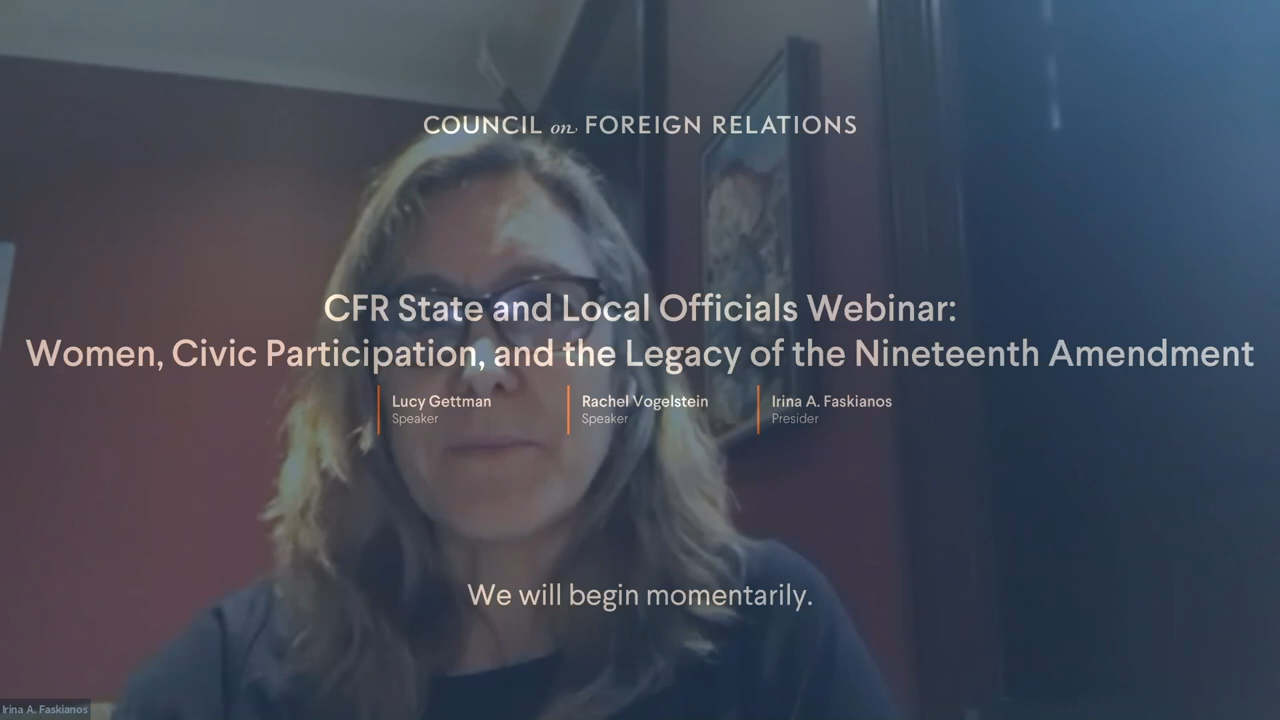 COUNCIL on FOREIGN RELATIONS
CFR State and Local Officials Webinar:
Women, Civic Participation, and the Legacy of the Nineteenth Amendment
Lucy Gettman
Speaker
Rachel Vogelstein
Speaker
Irina A. Faskianos
Presider
We will begin momentarily.
Irina A. Faskianos